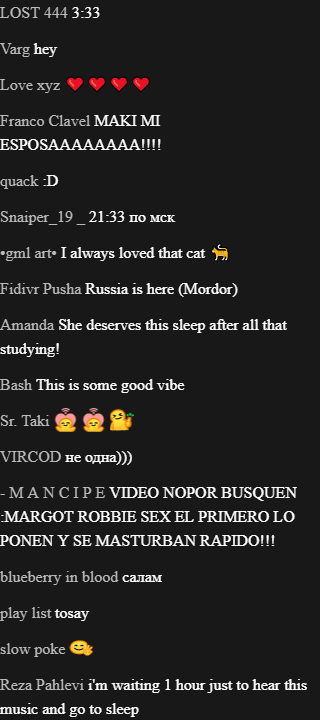 LOST 444 3:33
Varg hey
Love xyz
Franco Clavel MAKI MI
ESPOSAAAAAAAA!!!!
quack :D
Snaiper_19 _ 21:33 по мск
•gml art• I always loved that cat
Fidivr Pusha Russia is here (Mordor)
Amanda She deserves this sleep after all that
studying!
Bash This is some good vibe
Sr. Taki
VIRCOD не одна)))
- M A N C I P E VIDEO NOPOR BUSQUEN
:MARGOT ROBBIE SEX EL PRIMERO LO
PONEN Y SE MASTURBAN RAPIDO!!!
blueberry in blood салам
play list tosay
slow poke
Reza Pahlevi i'm waiting 1 hour just to hear this
music and go to sleep